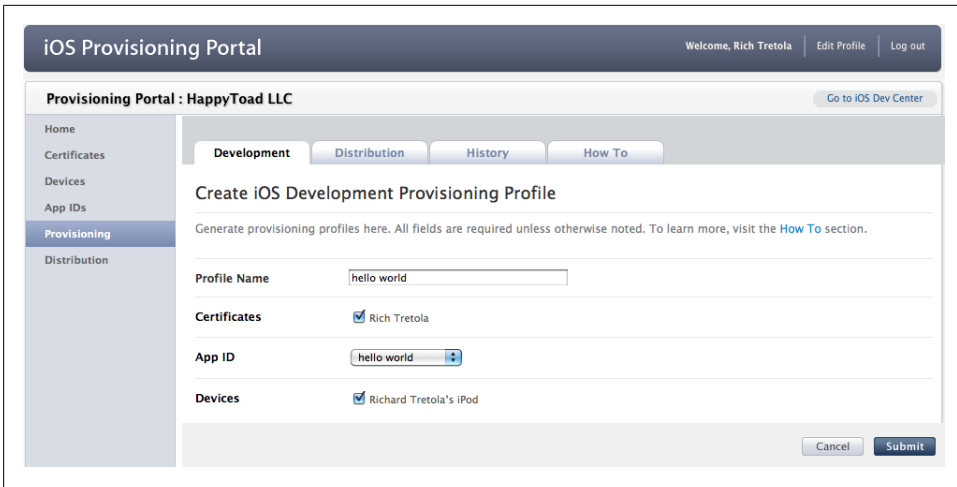 iOS Provisioning Portal
Welcome, Rich Tretola
Edit Profile
Log out
Provisioning Portal : HappyToad LLC
Go to iOS Dev Center
Home
Certificates
Devices
App IDs
Provisioning
Distribution
Development
Distribution
History
How To
Create iOS Development Provisioning Profile
Generate provisioning profiles here. All fields are required unless otherwise noted. To learn more, visit the How To section.
Profile Name
hello world
Certificates
Rich Tretola
App ID
hello world
Devices
Richard Tretola's iPod
Cancel
Submit